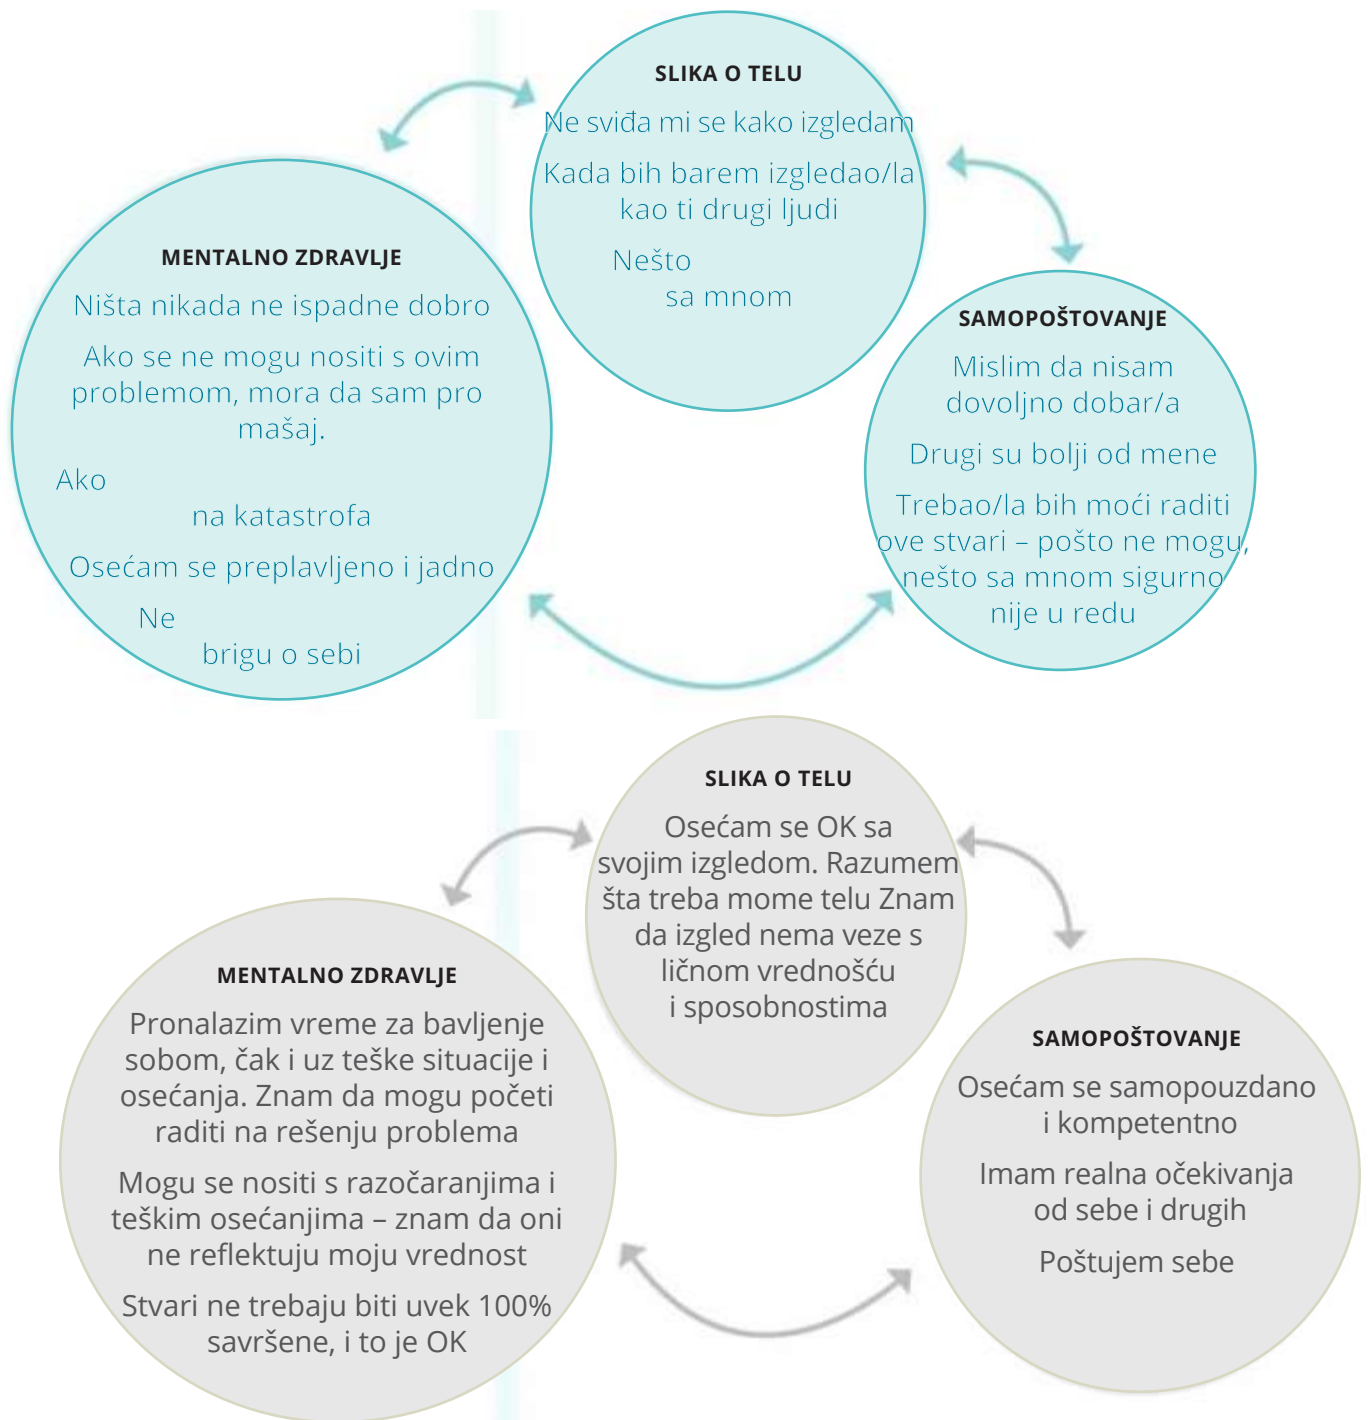 SLIKA O TELU
Ne sviđa mi se kako izgledam
Kada bih barem izgledao/la
kao ti drugi ljudi
Nešto
sa mnom
MENTALNO ZDRAVLJE
Ništa nikada ne ispadne dobro
Ako se ne mogu nositi s ovim
problemom, mora da sam pro
mašaj.
Ako
na katastrofa
Osećam se preplavljeno i jadno
Ne
brigu o sebi
SAMOPOŠTOVANJE
Mislim da nisam
dovoljno dobar/a
Drugi su bolji od mene
Trebao/la bih moći raditi
ove stvari – pošto ne mogu,
nešto sa mnom sigurno
nije u redu
SLIKA O TELU
Osećam se OK sa
svojim izgledom. Razumem
šta treba mome telu Znam
da izgled nema veze s
ličnom vrednošću
i sposobnostima
MENTALNO ZDRAVLJE
Pronalazim vreme za bavljenje
sobom, čak i uz teške situacije i
osećanja. Znam da mogu početi
raditi na rešenju problema
Mogu se nositi s razočaranjima i
teškim osećanjima – znam da oni
ne reflektuju moju vrednost
Stvari ne trebaju biti uvek 100%
savršene, i to je OK
SAMOPOŠTOVANJE
Osećam se samopouzdano
i kompetentno
Imam realna očekivanja
od sebe i drugih
Poštujem sebe